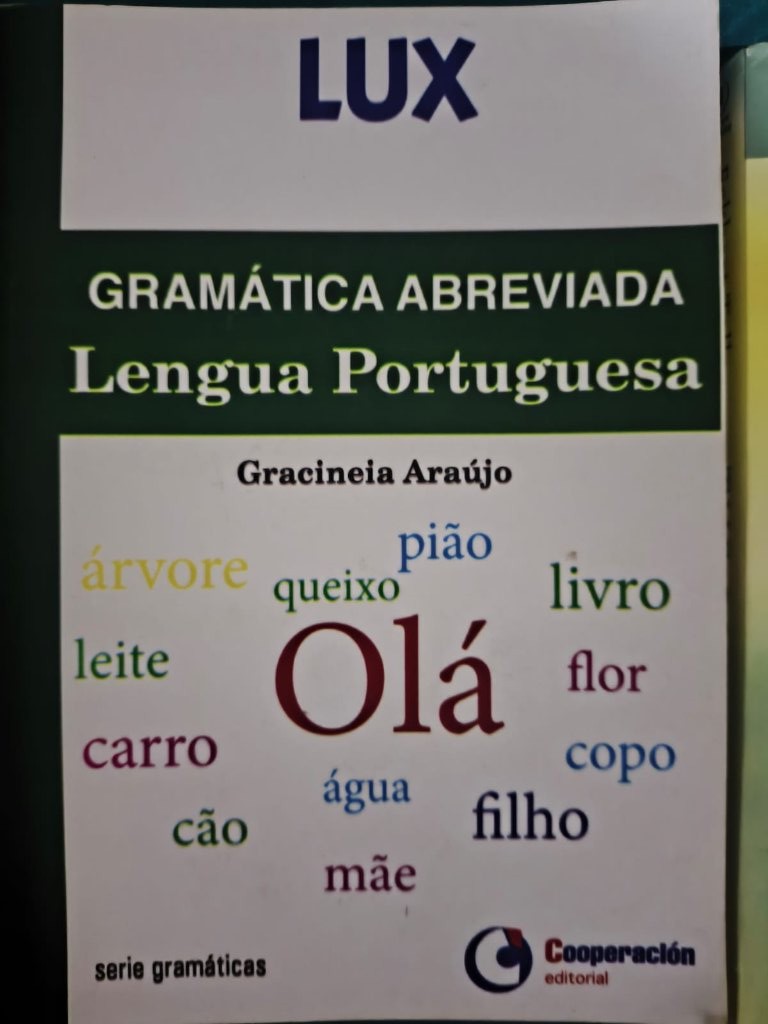 LUX
GRAMÁTICA ABREVIADA
Lengua Portuguesa
Gracineia Araújo
pião
árvore
queixo
livro
leite
Olá
flor
carro
copo
água
filho
cão
mãe
serie gramáticas
Cooperación
editorial